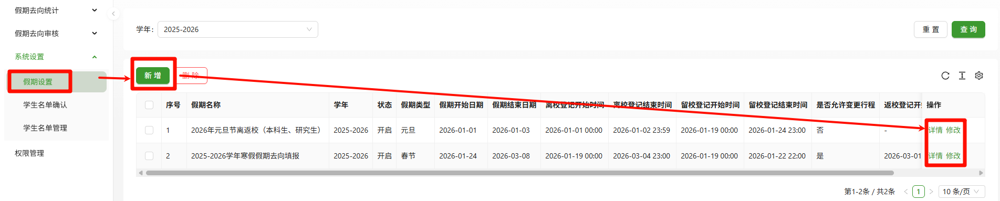 假期去向统计
假期去向审核
系统设置
假期设置
学生名单确认
学生名单管理
权限管理
学年: 2025-2026
重 置 查 询
新 增 删 除
序号 假期名称 学年 状态 假期类型 假期开始日期 假期结束日期 离校登记开始时间 离校登记结束时间 留校登记开始时间 留校登记结束时间 是否允许变更行程 返校登记开 操作
1 2026年元旦节离返校（本科生、研究生） 2025-2026 开启 元旦 2026-01-01 2026-01-03 2026-01-01 00:00 2026-01-02 23:59 2026-01-19 00:00 2026-01-24 23:00 否 - 详情 修改
2 2025-2026学年寒假假期去向填报 2025-2026 开启 春节 2026-01-24 2026-03-08 2026-01-19 00:00 2026-03-04 23:00 2026-01-19 00:00 2026-01-22 22:00 是 2026-03-01 详情 修改
第1-2条 / 共2条 1 10 条/页